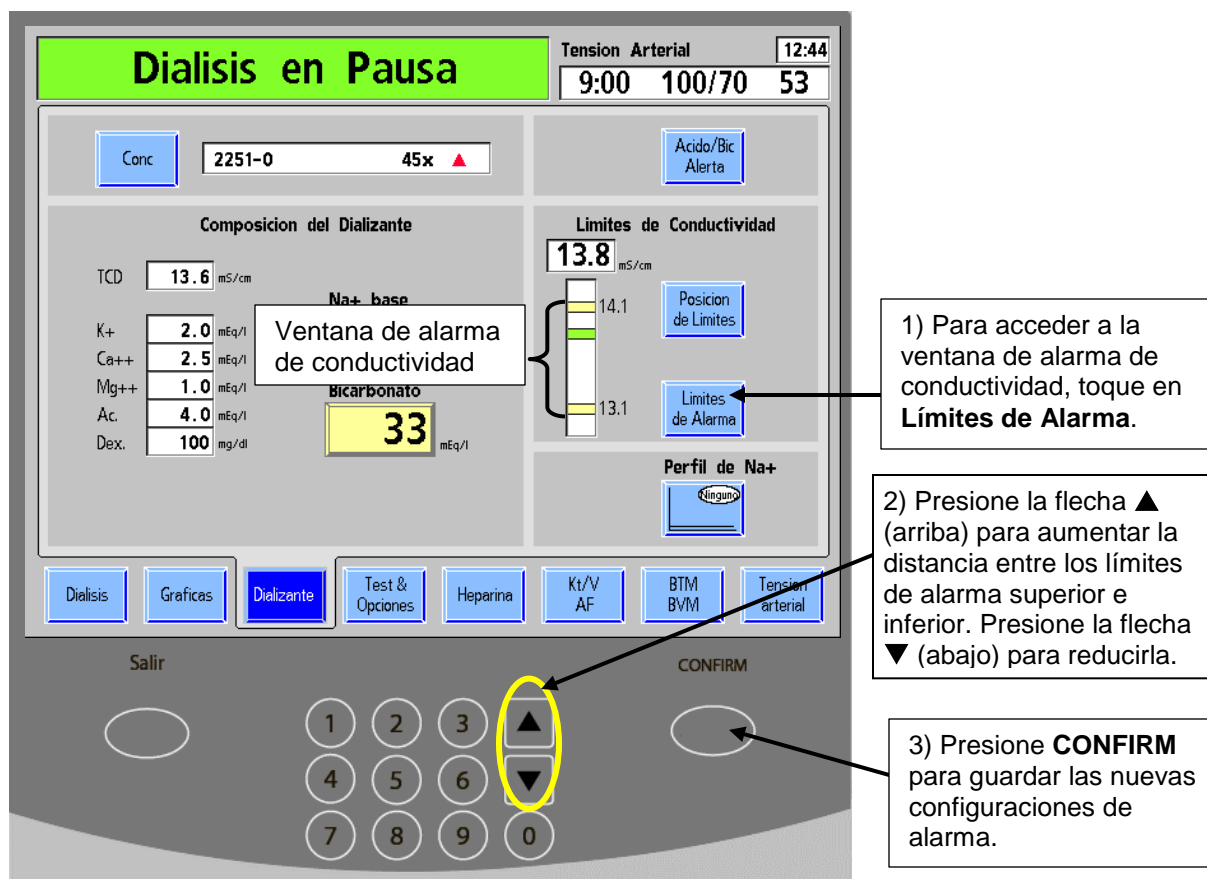 Dialisis en Pausa
Tension Arterial
12:44
9:00 100/70 53
Conc
2251-0 45x ▲
Acido/Bic
Alerta
Composicion del Dializante
TCD 13.6 mS/cm
Na+ base
K+ 2.0 mEq/l
Ca++ 2.5 mEq/l
Mg++ 1.0 mEq/l
Ac. 4.0 mEq/l
Dex. 100 mg/dl
Bicarbonato
33 mEq/l
Ventana de alarma
de conductividad
Limites de Conductividad
13.8 mS/cm
14.1
13.1
Posicion
de Limites
Limites
de Alarma
Perfil de Na+
Ninguno
Dialisis
Graficas
Dializante
Test &
Opciones
Heparina
Kt/V
AF
BTM
BVM
Tension
arterial
Salir
CONFIRM
1 2 3 ▲
4 5 6 ▼
7 8 9 0
1) Para acceder a la
ventana de alarma de
conductividad, toque en
Límites de Alarma.
2) Presione la flecha ▲
(arriba) para aumentar la
distancia entre los límites
de alarma superior e
inferior. Presione la flecha
▼ (abajo) para reducirla.
3) Presione CONFIRM
para guardar las nuevas
configuraciones de
alarma.